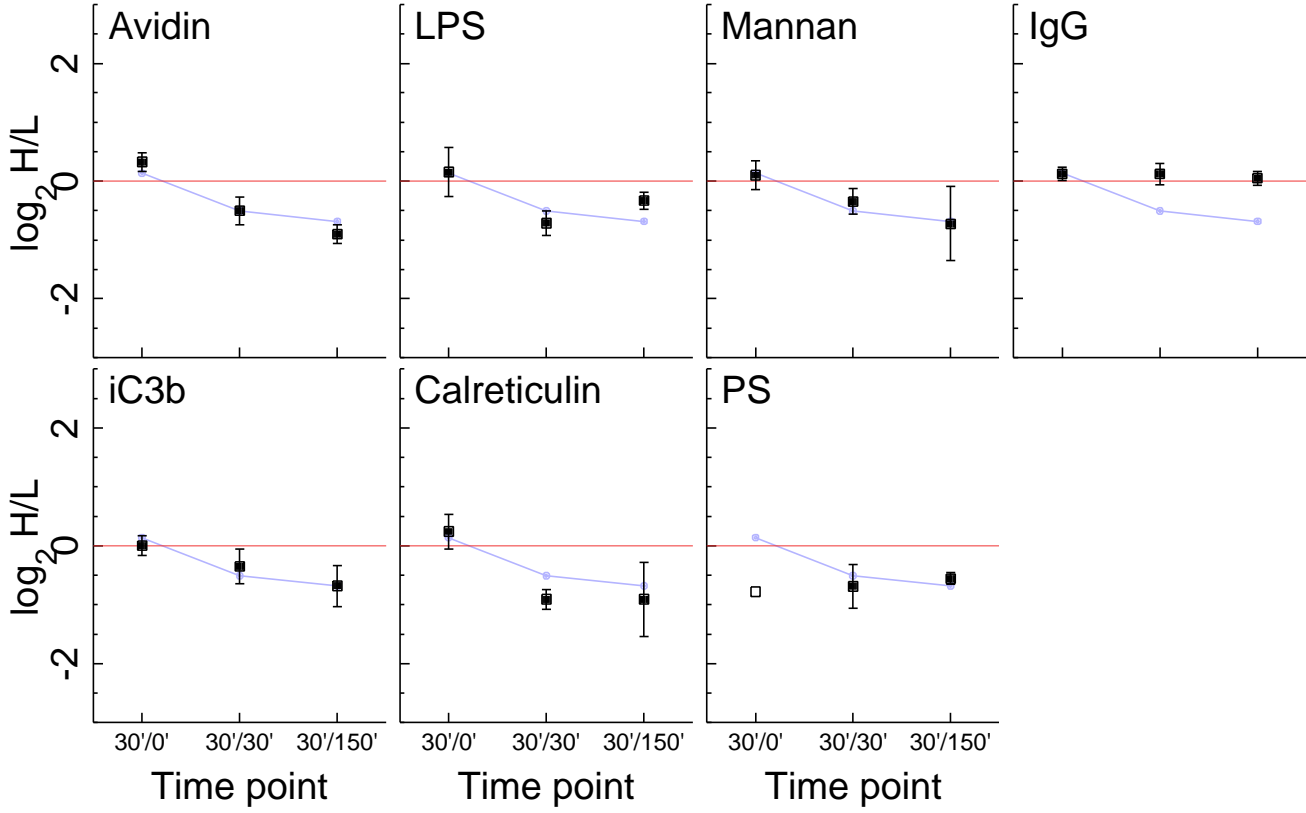 Avidin
LPS
Mannan
IgG
log2 H/L
2
0
-2
iC3b
Calreticulin
PS
log2 H/L
2
0
-2
30'/0' 30'/30' 30'/150'
30'/0' 30'/30' 30'/150'
30'/0' 30'/30' 30'/150'
Time point
Time point
Time point